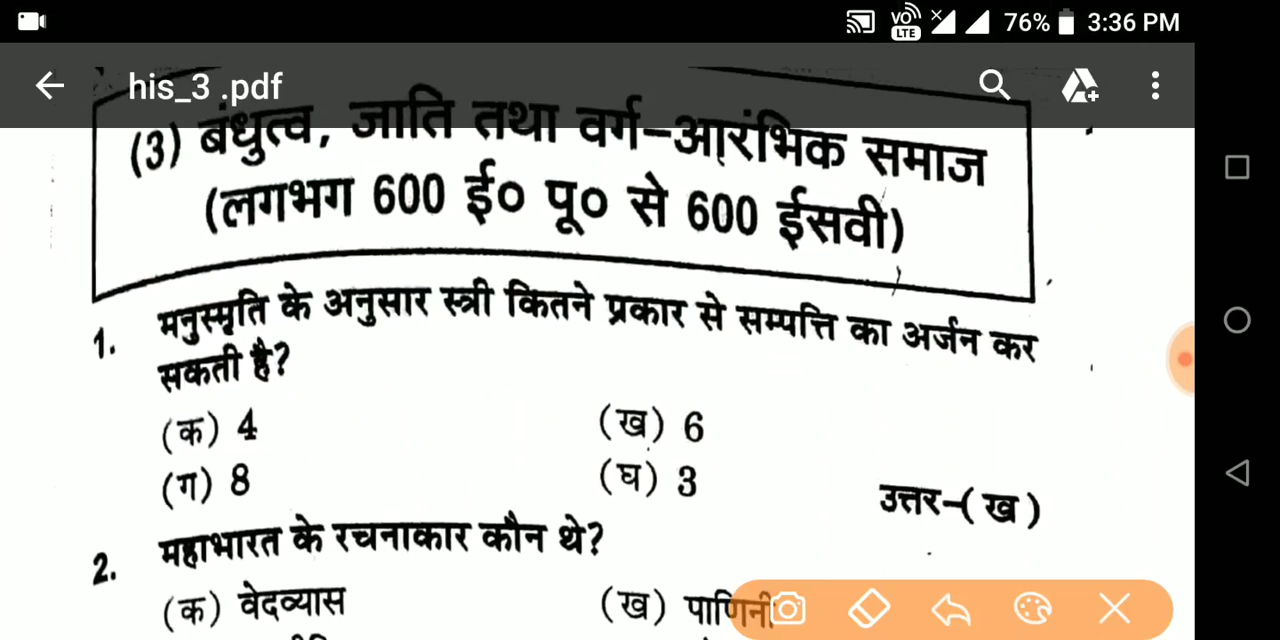 VO LTE 76% 3:36 PM
his_3 .pdf
(3) बंधुत्व, जाति तथा वर्ग–आरंभिक समाज
(लगभग 600 ई० पू० से 600 ईसवी)
1. मनुस्मृति के अनुसार स्त्री कितने प्रकार से सम्पत्ति का अर्जन कर
सकती है?
(क) 4 (ख) 6
(ग) 8 (घ) 3
उत्तर–(ख)
2. महाभारत के रचनाकार कौन थे?
(क) वेदव्यास (ख) पाणिनी